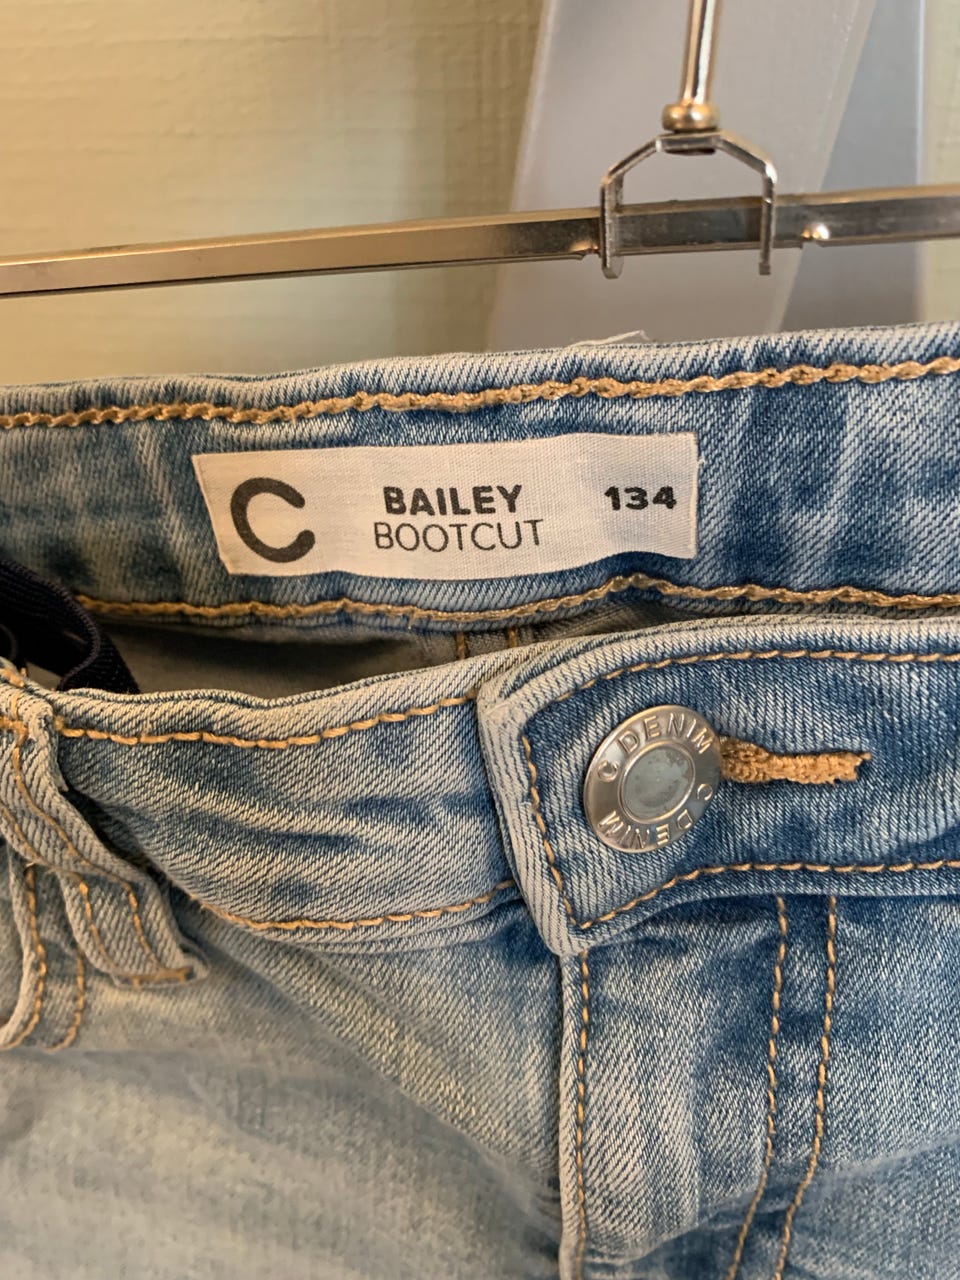 C
BAILEY
BOOTCUT
134
C DENIM
C DENIM